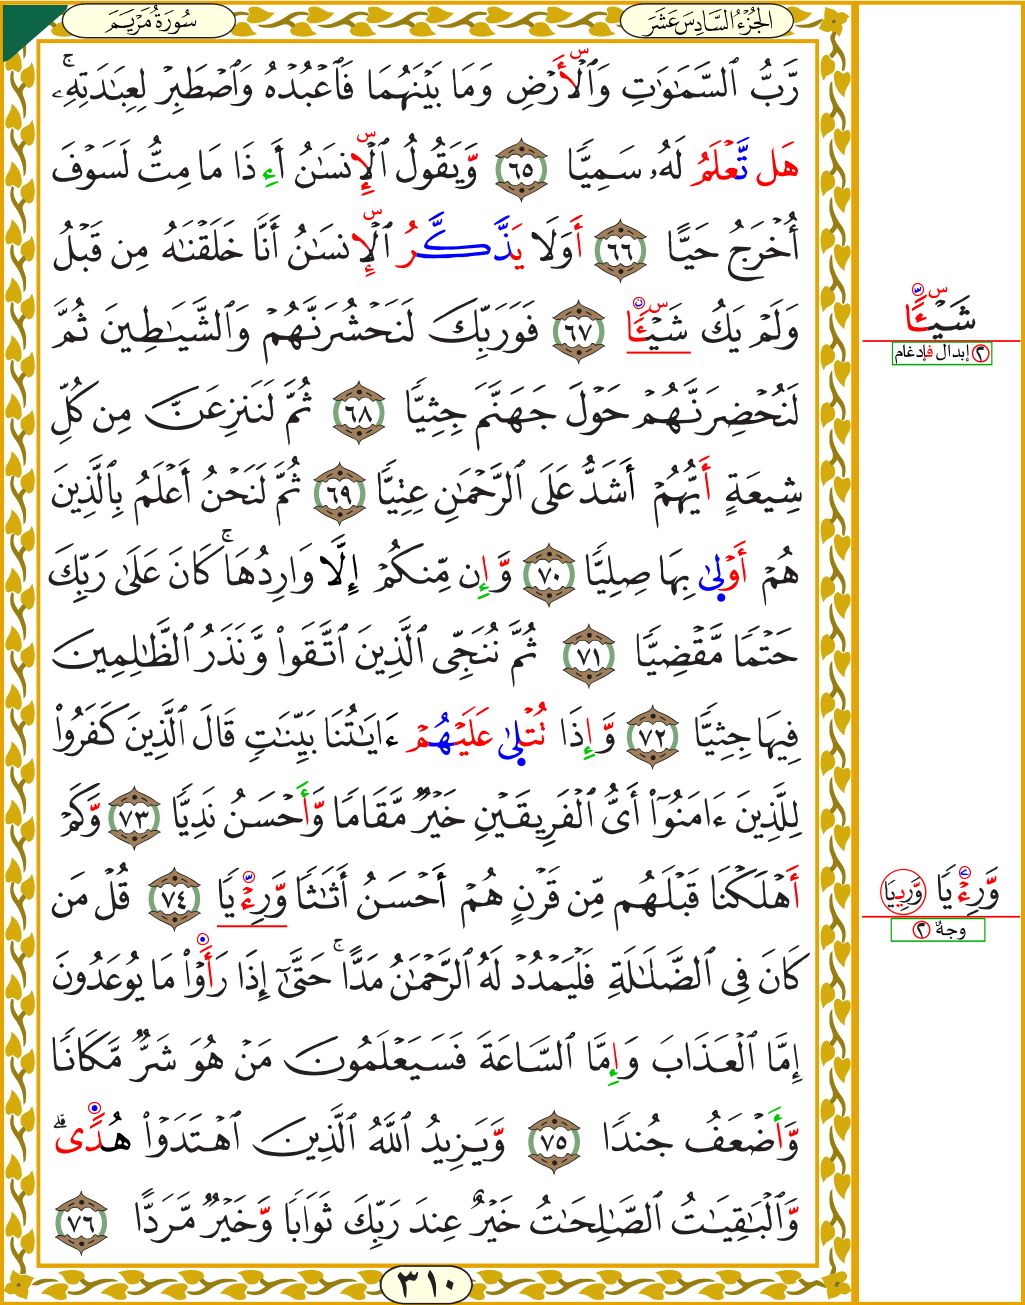 الجُزْءُ السَّادِسَ عَشَرَ
سُورَةُ مَرْيَمَ
رَّبُّ ٱلسَّمَٰوَٰتِ وَٱلْأَرْضِ وَمَا بَيْنَهُمَا فَٱعْبُدْهُ وَٱصْطَبِرْ لِعِبَٰدَتِهِۦۚ
هَل تَّعْلَمُ لَهُۥ سَمِيًّا ٦٥ وَّيَقُولُ ٱلْإِنسَٰنُ أَءِذَا مَا مِتُّ لَسَوْفَ
أُخْرَجُ حَيًّا ٦٦ أَوَلَا يَذَّكَّرُ ٱلْإِنسَٰنُ أَنَّا خَلَقْنَٰهُ مِن قَبْلُ
وَلَمْ يَكُ شَيْـًٔا ٦٧ فَوَرَبِّكَ لَنَحْشُرَنَّهُمْ وَٱلشَّيَٰطِينَ ثُمَّ
لَنُحْضِرَنَّهُمْ حَوْلَ جَهَنَّمَ جِثِيًّا ٦٨ ثُمَّ لَنَنزِعَنَّ مِن كُلِّ
شِيعَةٍ أَيُّهُمْ أَشَدُّ عَلَى ٱلرَّحْمَٰنِ عِتِيًّا ٦٩ ثُمَّ لَنَحْنُ أَعْلَمُ بِٱلَّذِينَ
هُمْ أَوْلَىٰ بِهَا صِلِيًّا ٧٠ وَّإِن مِّنكُمْ إِلَّا وَارِدُهَاۚ كَانَ عَلَىٰ رَبِّكَ
حَتْمًا مَّقْضِيًّا ٧١ ثُمَّ نُنَجِّى ٱلَّذِينَ ٱتَّقَوا۟ وَّنَذَرُ ٱلظَّٰلِمِينَ
فِيهَا جِثِيًّا ٧٢ وَّإِذَا تُتْلَىٰ عَلَيْهُمْ ءَايَٰتُنَا بَيِّنَٰتٍ قَالَ ٱلَّذِينَ كَفَرُوا۟
لِلَّذِينَ ءَامَنُوٓا۟ أَىُّ ٱلْفَرِيقَيْنِ خَيْرٌ مَّقَامًا وَّأَحْسَنُ نَدِيًّا ٧٣ وَّكَمْ
أَهْلَكْنَا قَبْلَهُم مِّن قَرْنٍ هُمْ أَحْسَنُ أَثَٰثًا وَّرِءْيًا ٧٤ قُلْ مَن
كَانَ فِى ٱلضَّلَٰلَةِ فَلْيَمْدُدْ لَهُ ٱلرَّحْمَٰنُ مَدًّاۚ حَتَّىٰٓ إِذَا رَأَوْا۟ مَا يُوعَدُونَ
إِمَّا ٱلْعَذَابَ وَإِمَّا ٱلسَّاعَةَ فَسَيَعْلَمُونَ مَنْ هُوَ شَرٌّ مَّكَانًا
وَّأَضْعَفُ جُندًا ٧٥ وَّيَزِيدُ ٱللَّهُ ٱلَّذِينَ ٱهْتَدَوْا۟ هُدًىۗ
وَّٱلْبَٰقِيَٰتُ ٱلصَّٰلِحَٰتُ خَيْرٌ عِندَ رَبِّكَ ثَوَابًا وَّخَيْرٌ مَّرَدًّا ٧٦
شَيْـًٔا
٢ إبدال فإدغام
وَّرِءْيًا وَّرِييًا
٢ وجهٌ
٣١٠